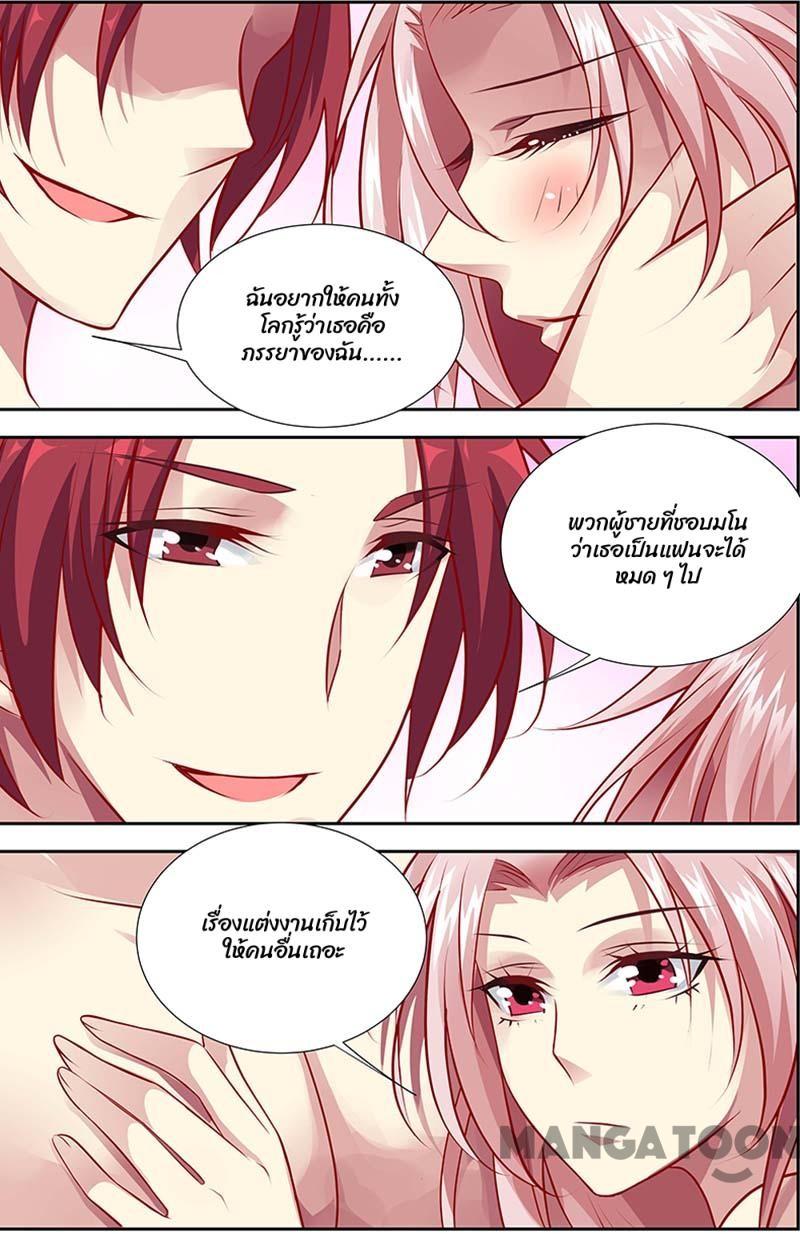 ฉันอยากให้คนทั้ง
โลกรู้ว่าเธอคือ
ภรรยาของฉัน......
พวกผู้ชายที่ชอบมโน
ว่าเธอเป็นแฟนจะได้
หมด ๆ ไป
เรื่องแต่งงานเก็บไว้
ให้คนอื่นเถอะ
MANGATOON